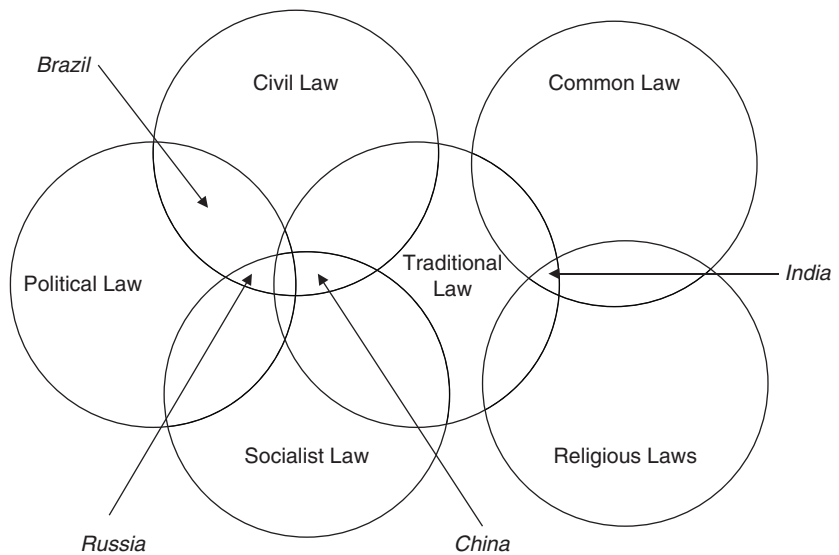 Brazil
Civil Law
Common Law
Political Law
Traditional
Law
India
Socialist Law
Religious Laws
Russia
China